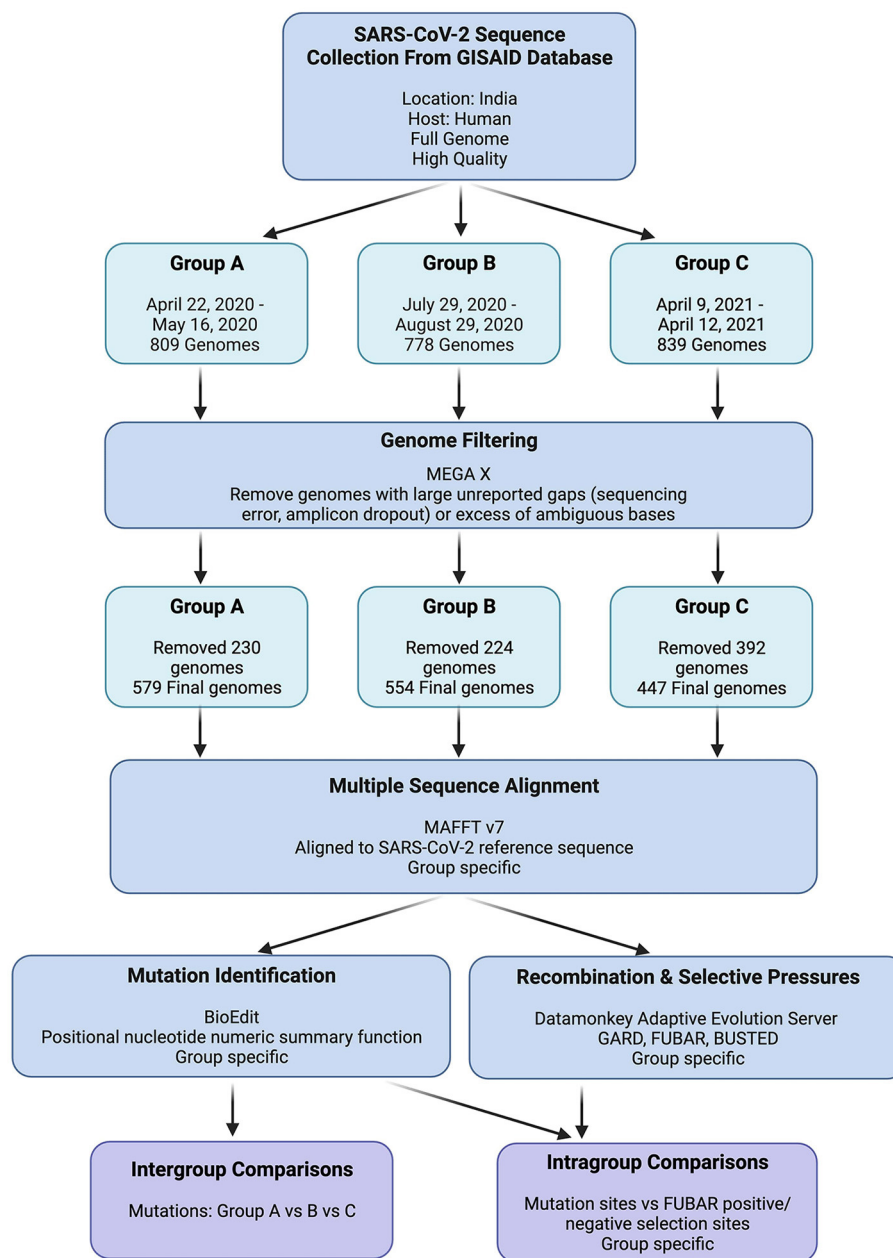 SARS-CoV-2 Sequence
Collection From GISAID Database
Location: India
Host: Human
Full Genome
High Quality
Group A
April 22, 2020 -
May 16, 2020
809 Genomes
Group B
July 29, 2020 -
August 29, 2020
778 Genomes
Group C
April 9, 2021 -
April 12, 2021
839 Genomes
Genome Filtering
MEGA X
Remove genomes with large unreported gaps (sequencing
error, amplicon dropout) or excess of ambiguous bases
Group A
Removed 230
genomes
579 Final genomes
Group B
Removed 224
genomes
554 Final genomes
Group C
Removed 392
genomes
447 Final genomes
Multiple Sequence Alignment
MAFFT v7
Aligned to SARS-CoV-2 reference sequence
Group specific
Mutation Identification
BioEdit
Positional nucleotide numeric summary function
Group specific
Recombination & Selective Pressures
Datamonkey Adaptive Evolution Server
GARD, FUBAR, BUSTED
Group specific
Intergroup Comparisons
Mutations: Group A vs B vs C
Intragroup Comparisons
Mutation sites vs FUBAR positive/
negative selection sites
Group specific